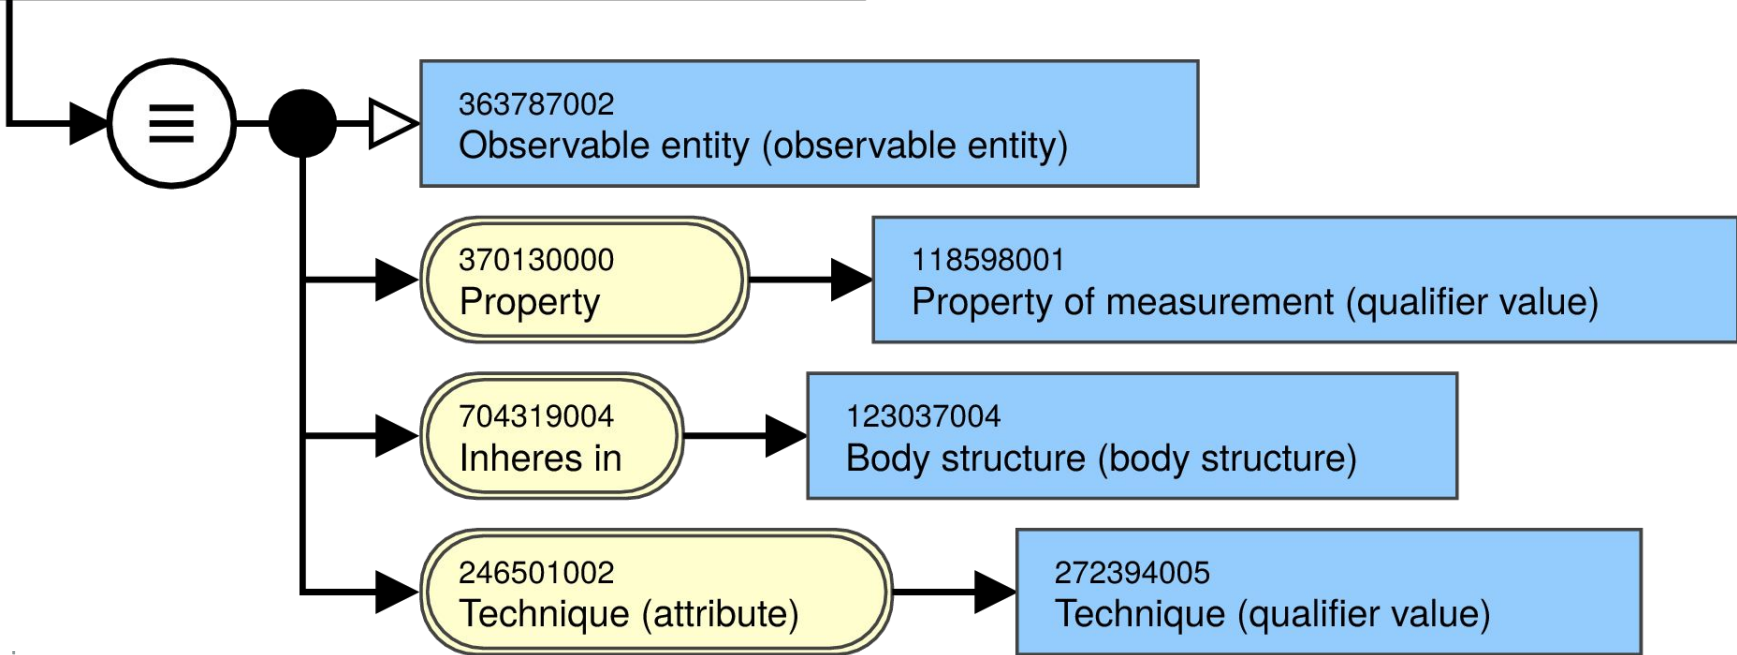 363787002
Observable entity (observable entity)
370130000
Property
118598001
Property of measurement (qualifier value)
704319004
Inheres in
123037004
Body structure (body structure)
246501002
Technique (attribute)
272394005
Technique (qualifier value)